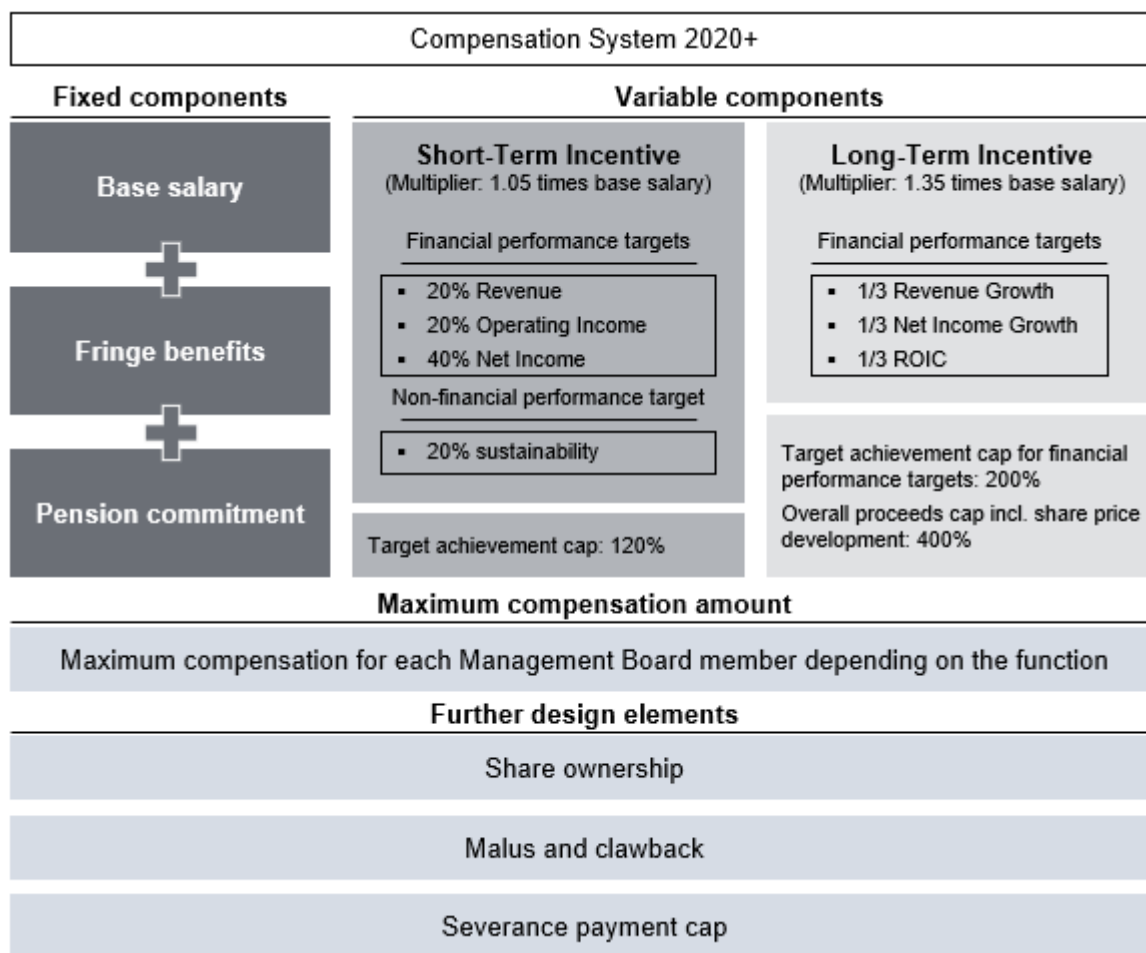 Compensation System 2020+
Fixed components
Variable components
Base salary
Fringe benefits
Pension commitment
Short-Term Incentive
(Multiplier: 1.05 times base salary)
Financial performance targets
▪ 20% Revenue
▪ 20% Operating Income
▪ 40% Net Income
Non-financial performance target
▪ 20% sustainability
Target achievement cap: 120%
Long-Term Incentive
(Multiplier: 1.35 times base salary)
Financial performance targets
▪ 1/3 Revenue Growth
▪ 1/3 Net Income Growth
▪ 1/3 ROIC
Target achievement cap for financial
performance targets: 200%
Overall proceeds cap incl. share price
development: 400%
Maximum compensation amount
Maximum compensation for each Management Board member depending on the function
Further design elements
Share ownership
Malus and clawback
Severance payment cap